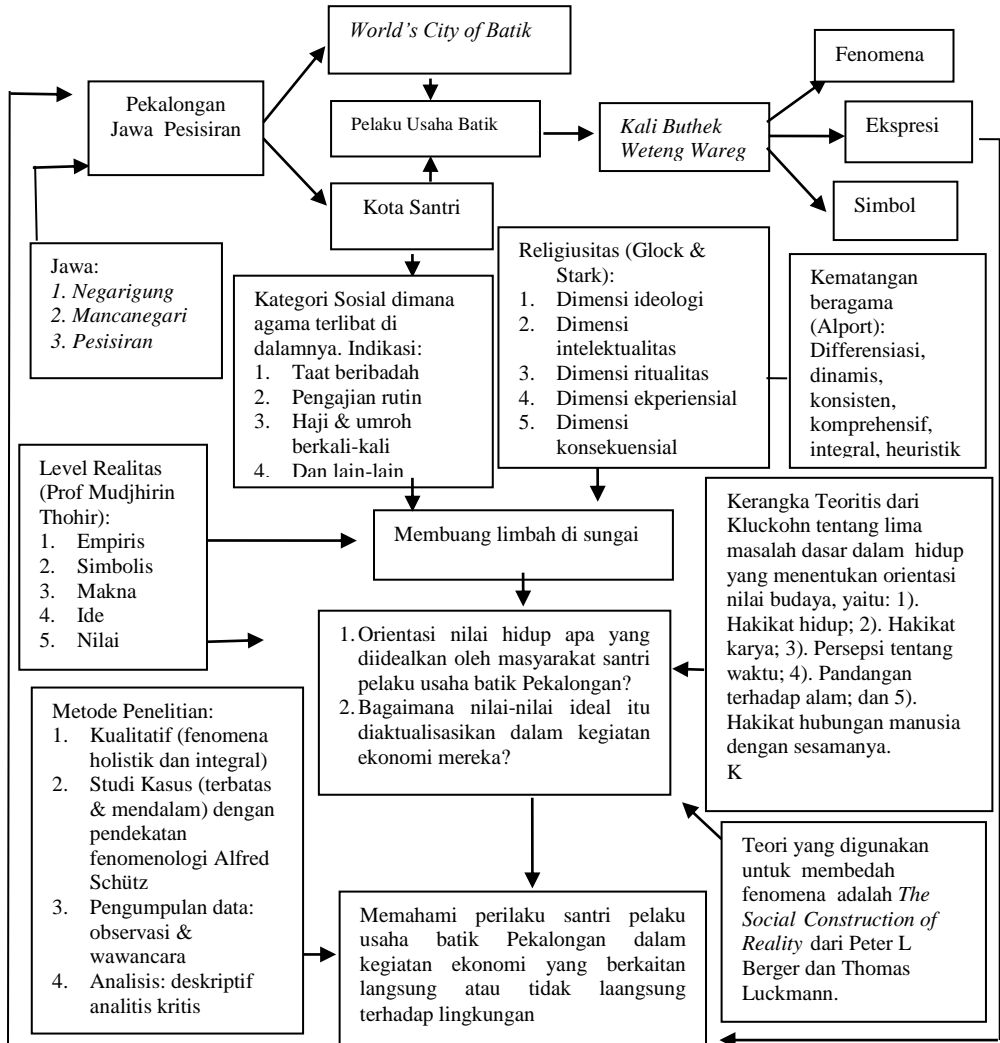 World's City of Batik
Fenomena
Pekalongan
Jawa Pesisiran
Pelaku Usaha Batik
Kali Buthek
Weteng Wareg
Ekspresi
Kota Santri
Simbol
Jawa:
1. Negarigung
2. Mancanegari
3. Pesisiran
Kategori Sosial dimana
agama terlibat di
dalamnya. Indikasi:
1. Taat beribadah
2. Pengajian rutin
3. Haji & umroh
berkali-kali
4. Dan lain-lain
Religiusitas (Glock &
Stark):
1. Dimensi ideologi
2. Dimensi
intelektualitas
3. Dimensi ritualitas
4. Dimensi ekperiensial
5. Dimensi
konsekuensial
Kematangan
beragama
(Alport):
Differensiasi,
dinamis,
konsisten,
komprehensif,
integral, heuristik
Level Realitas
(Prof Mudjhirin
Thohir):
1. Empiris
2. Simbolis
3. Makna
4. Ide
5. Nilai
Membuang limbah di sungai
Kerangka Teoritis dari
Kluckohn tentang lima
masalah dasar dalam hidup
yang menentukan orientasi
nilai budaya, yaitu: 1).
Hakikat hidup; 2). Hakikat
karya; 3). Persepsi tentang
waktu; 4). Pandangan
terhadap alam; dan 5).
Hakikat hubungan manusia
dengan sesamanya.
K
1. Orientasi nilai hidup apa yang
diidealkan oleh masyarakat santri
pelaku usaha batik Pekalongan?
2. Bagaimana nilai-nilai ideal itu
diaktualisasikan dalam kegiatan
ekonomi mereka?
Metode Penelitian:
1. Kualitatif (fenomena
holistik dan integral)
2. Studi Kasus (terbatas
& mendalam) dengan
pendekatan
fenomenologi Alfred
Schütz
3. Pengumpulan data:
observasi &
wawancara
4. Analisis: deskriptif
analitis kritis
Teori yang digunakan
untuk membedah
fenomena adalah The
Social Construction of
Reality dari Peter L
Berger dan Thomas
Luckmann.
Memahami perilaku santri pelaku
usaha batik Pekalongan dalam
kegiatan ekonomi yang berkaitan
langsung atau tidak laangsung
terhadap lingkungan